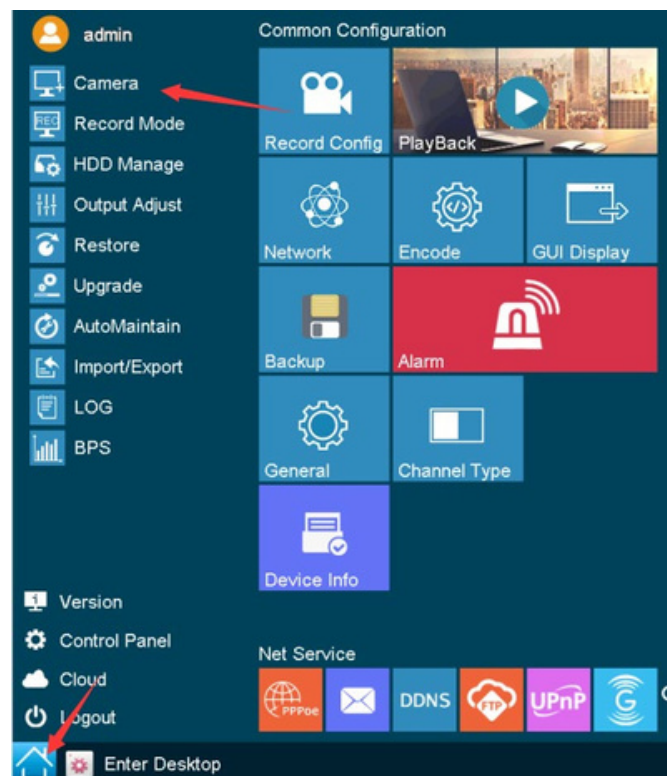 admin
Camera
REC
Record Mode
HDD Manage
Output Adjust
Restore
Upgrade
AutoMaintain
Import/Export
LOG
BPS
Version
Control Panel
Cloud
Logout
Enter Desktop
Common Configuration
Record Config
PlayBack
Network
Encode
GUI Display
Backup
Alarm
General
Channel Type
Device Info
Net Service
PPPoe
DDNS
FTP
UPnP
G